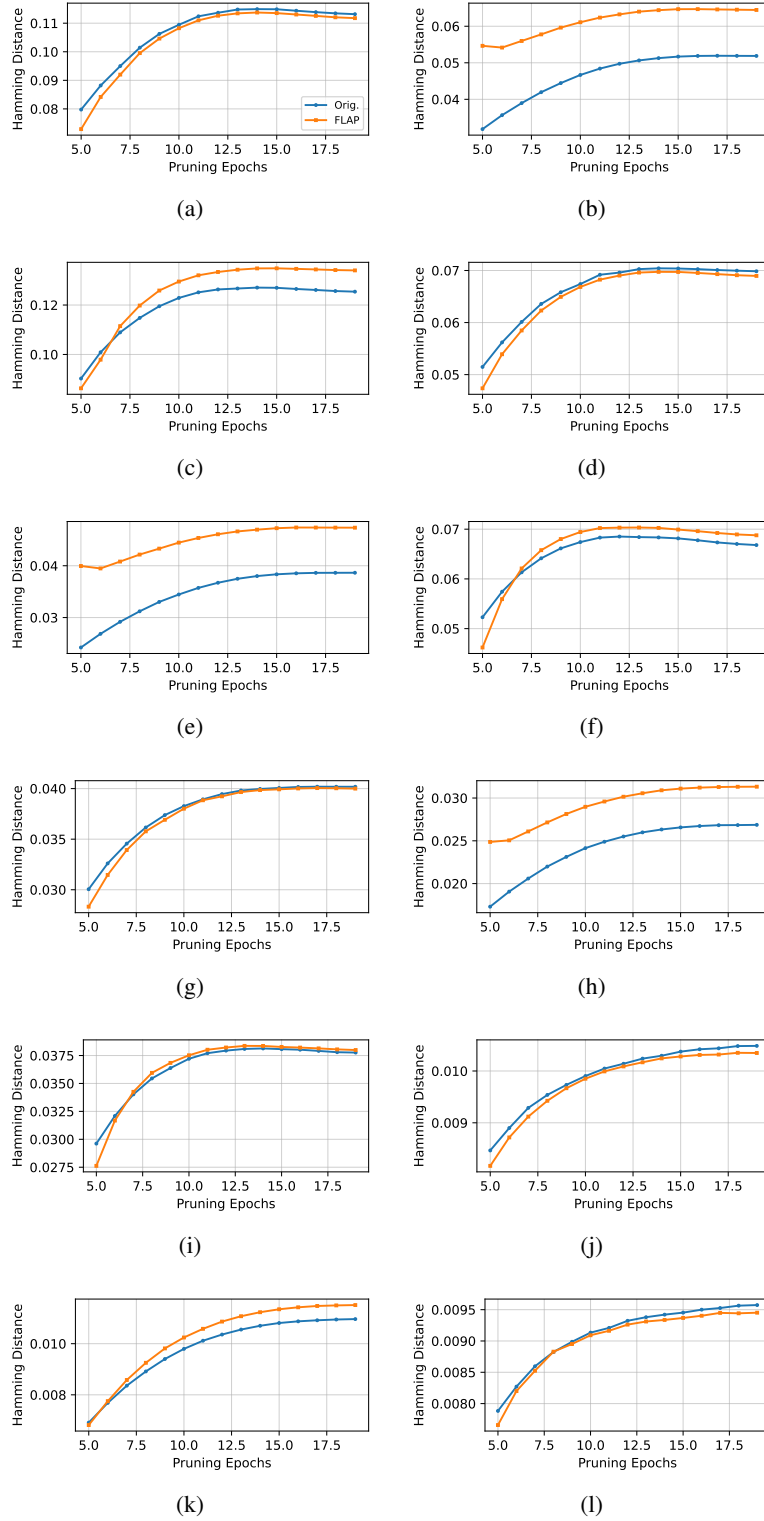 Hamming Distance
0.11
0.10
0.09
0.08
Orig.
FLAP
5.0 7.5 10.0 12.5 15.0 17.5
Pruning Epochs
(a)
Hamming Distance
0.06
0.05
0.04
5.0 7.5 10.0 12.5 15.0 17.5
Pruning Epochs
(b)
Hamming Distance
0.12
0.10
5.0 7.5 10.0 12.5 15.0 17.5
Pruning Epochs
(c)
Hamming Distance
0.07
0.06
0.05
5.0 7.5 10.0 12.5 15.0 17.5
Pruning Epochs
(d)
Hamming Distance
0.04
0.03
5.0 7.5 10.0 12.5 15.0 17.5
Pruning Epochs
(e)
Hamming Distance
0.07
0.06
0.05
5.0 7.5 10.0 12.5 15.0 17.5
Pruning Epochs
(f)
Hamming Distance
0.040
0.035
0.030
5.0 7.5 10.0 12.5 15.0 17.5
Pruning Epochs
(g)
Hamming Distance
0.030
0.025
0.020
5.0 7.5 10.0 12.5 15.0 17.5
Pruning Epochs
(h)
Hamming Distance
0.0375
0.0350
0.0325
0.0300
0.0275
5.0 7.5 10.0 12.5 15.0 17.5
Pruning Epochs
(i)
Hamming Distance
0.010
0.009
5.0 7.5 10.0 12.5 15.0 17.5
Pruning Epochs
(j)
Hamming Distance
0.010
0.008
5.0 7.5 10.0 12.5 15.0 17.5
Pruning Epochs
(k)
Hamming Distance
0.0095
0.0090
0.0085
0.0080
5.0 7.5 10.0 12.5 15.0 17.5
Pruning Epochs
(l)